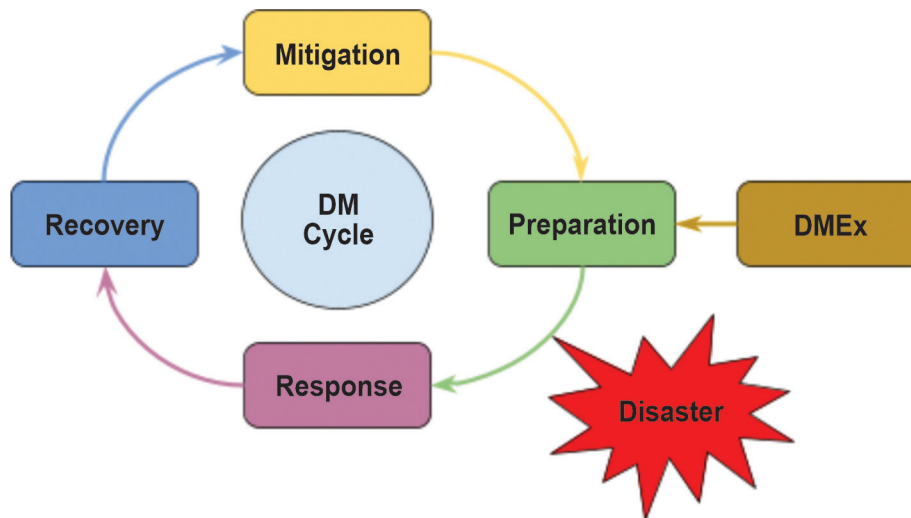 Mitigation
Recovery
DM
Cycle
Preparation
DMEx
Response
Disaster